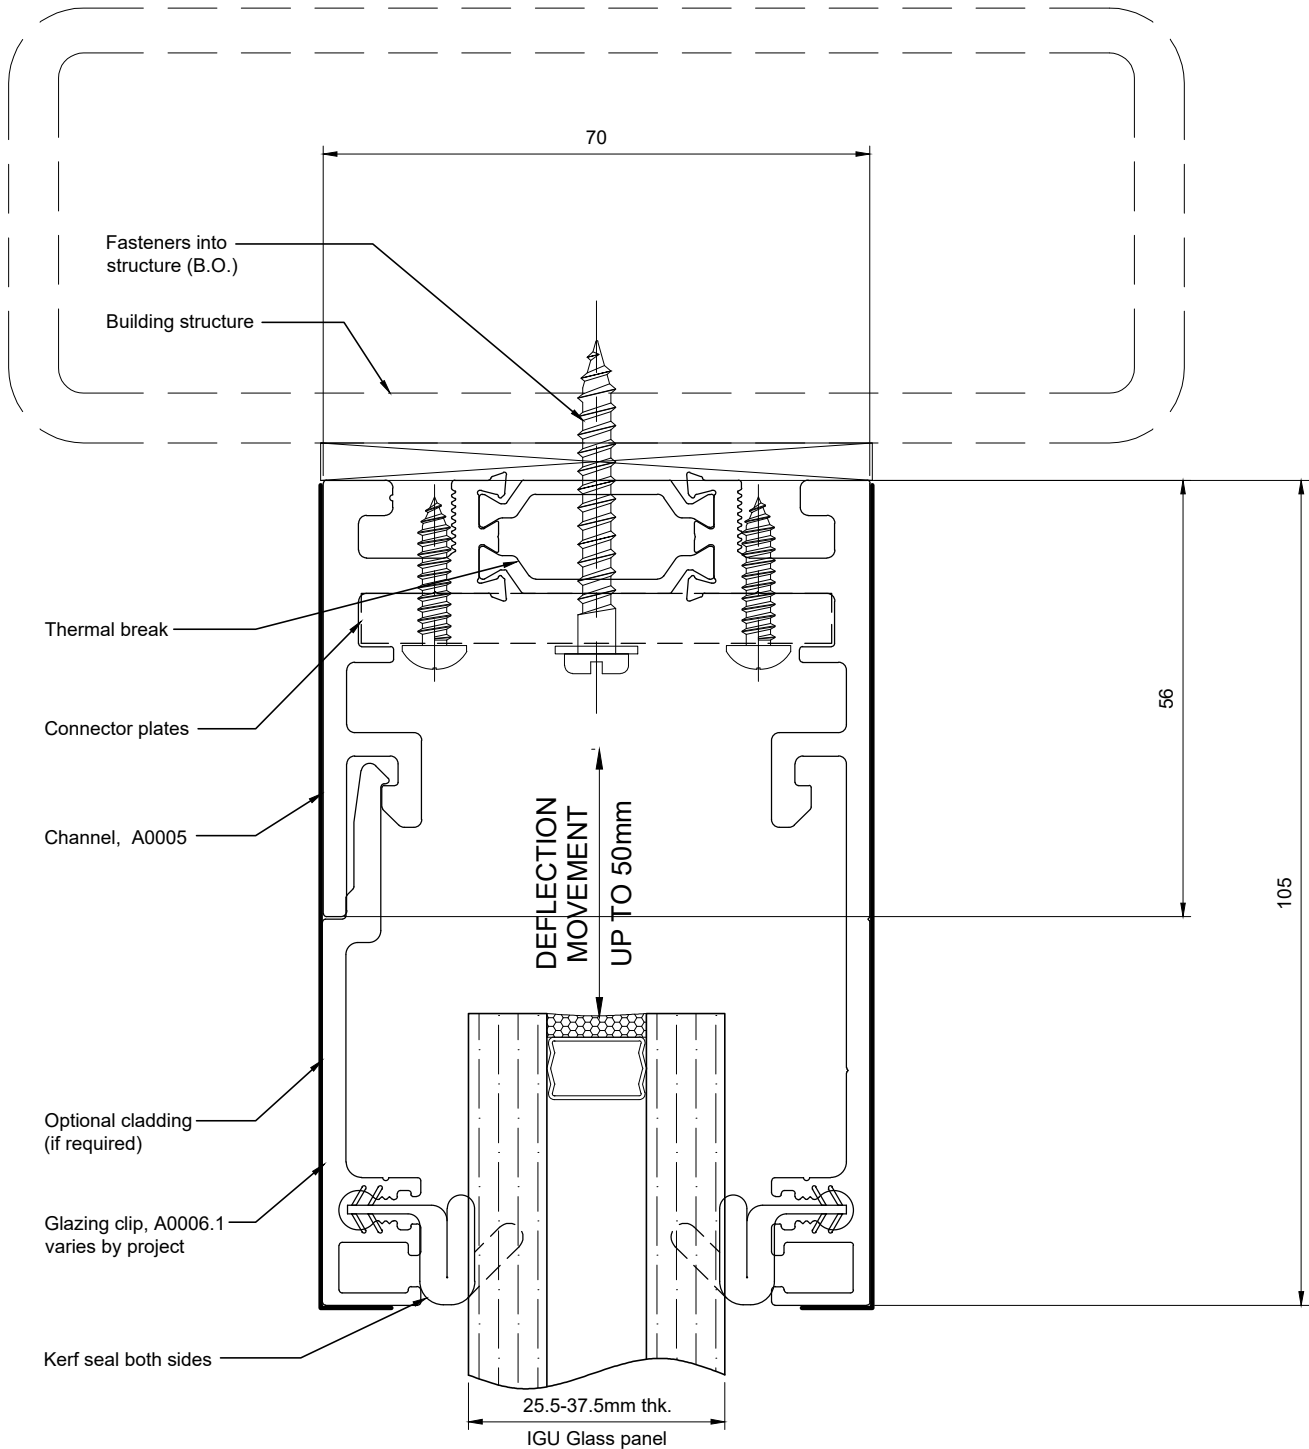 70
Fasteners into
structure (B.O.)
Building structure
Thermal break
Connector plates
Channel, A0005
56
105
DEFLECTION
MOVEMENT
UP TO 50mm
Optional cladding
(if required)
Glazing clip, A0006.1
varies by project
Kerf seal both sides
25.5-37.5mm thk.
IGU Glass panel